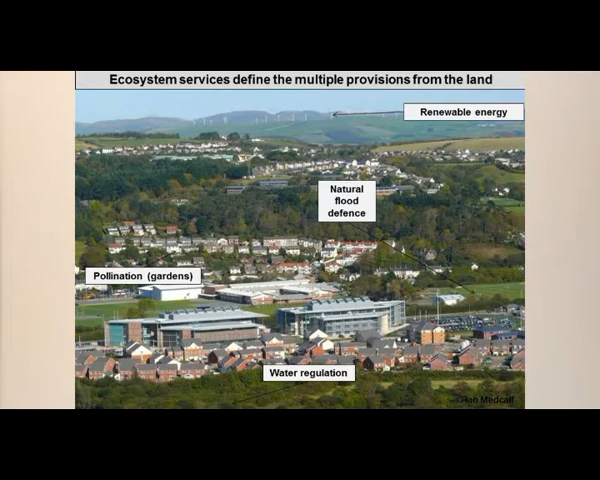 Ecosystem services define the multiple provisions from the land
Renewable energy
Natural
flood
defence
Pollination (gardens)
Water regulation
Ian Medcalf